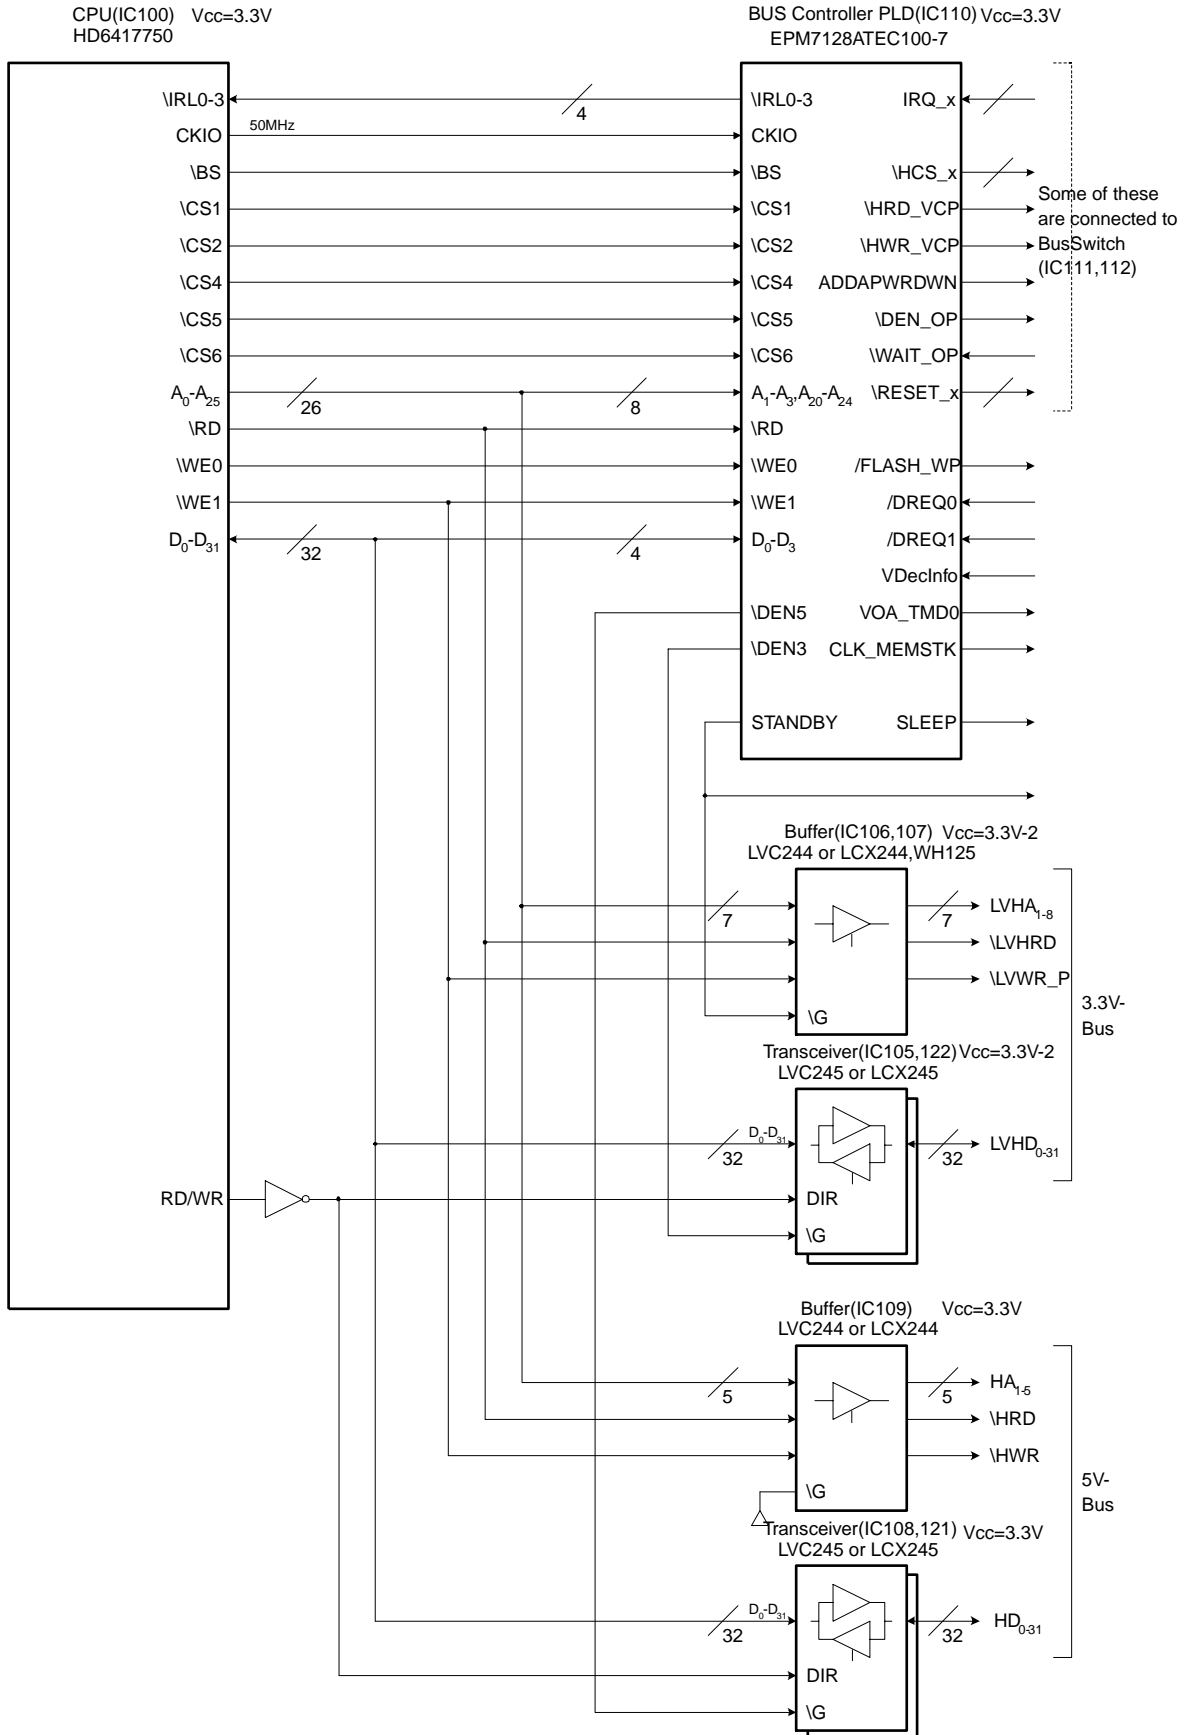 CPU(IC100) Vcc=3.3V
HD6417750
BUS Controller PLD(IC110) Vcc=3.3V
EPM7128ATEC100-7
\IRL0-3
4
\IRL0-3
IRQ_x
CKIO
50MHz
CKIO
\BS
\BS
\HCS_x
\CS1
\CS1
\HRD_VCP
\CS2
\CS2
\HWR_VCP
\CS4
\CS4
ADDAPWRDWN
\CS5
\CS5
\DEN_OP
\CS6
\CS6
\WAIT_OP
Some of these
are connected to
BusSwitch
(IC111,112)
A0-A25
26
8
A1-A3,A20-A24
\RESET_x
\RD
\RD
\WE0
\WE0
/FLASH_WP
\WE1
\WE1
/DREQ0
D0-D31
32
4
D0-D3
/DREQ1
VDecInfo
\DEN5
VOA_TMD0
\DEN3
CLK_MEMSTK
STANDBY
SLEEP
Buffer(IC106,107) Vcc=3.3V-2
LVC244 or LCX244,WH125
7
7
LVHA1-8
\LVHRD
\LVWR_P
\G
3.3V-
Bus
Transceiver(IC105,122) Vcc=3.3V-2
LVC245 or LCX245
D0-D31
32
32
LVHD0-31
RD/WR
DIR
\G
Buffer(IC109) Vcc=3.3V
LVC244 or LCX244
5
5
HA1-5
\HRD
\HWR
\G
5V-
Bus
Transceiver(IC108,121) Vcc=3.3V
LVC245 or LCX245
D0-D31
32
32
HD0-31
DIR
\G